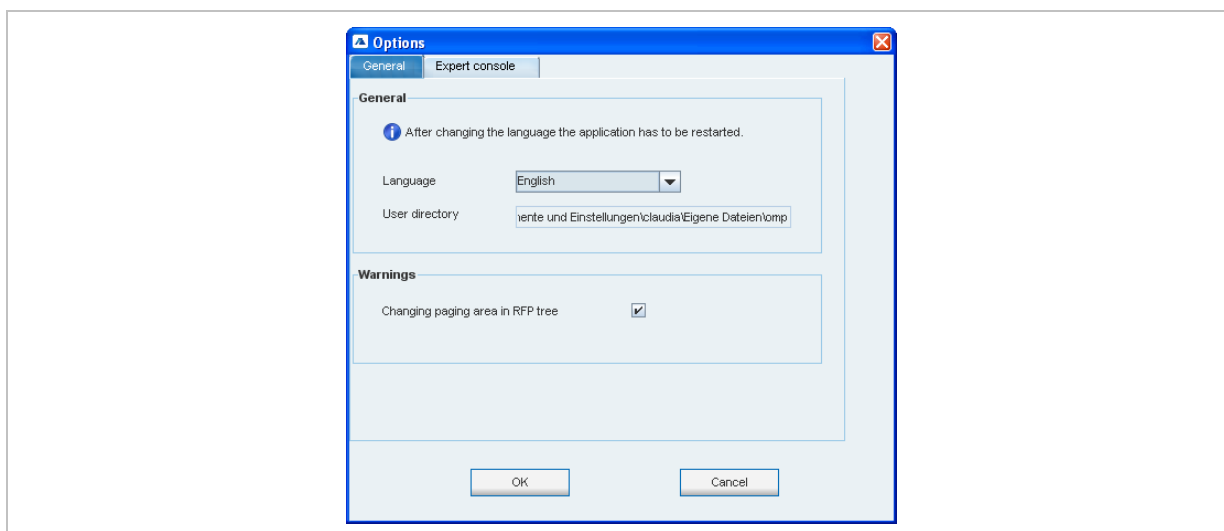 Options
General
Expert console
General
After changing the language the application has to be restarted.
Language
English
User directory
ente und Einstellungen\claudia\Eigene Dateien\omp
Warnings
Changing paging area in RFP tree
OK
Cancel